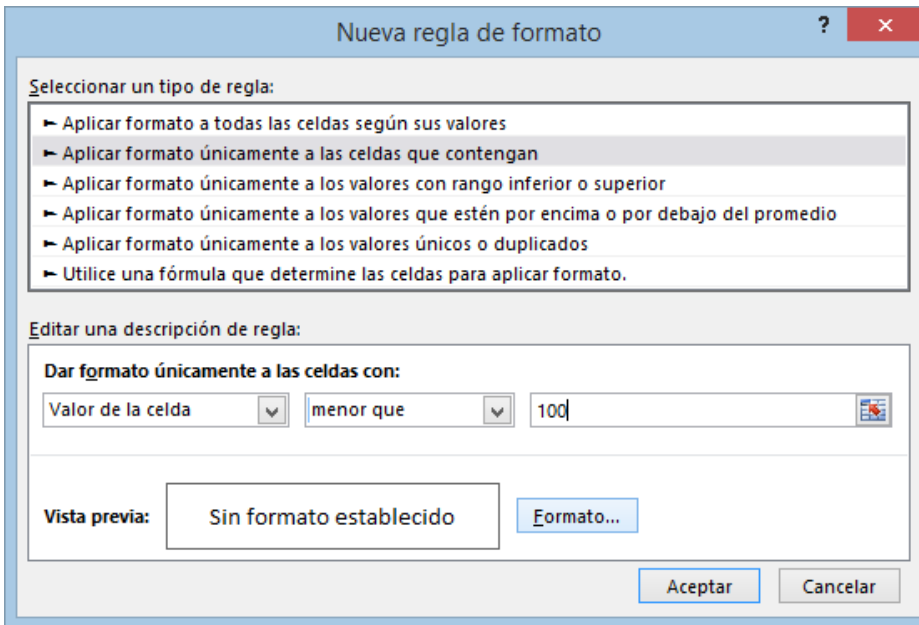 Nueva regla de formato
? ×
Seleccionar un tipo de regla:
► Aplicar formato a todas las celdas según sus valores
► Aplicar formato únicamente a las celdas que contengan
► Aplicar formato únicamente a los valores con rango inferior o superior
► Aplicar formato únicamente a los valores que estén por encima o por debajo del promedio
► Aplicar formato únicamente a los valores únicos o duplicados
► Utilice una fórmula que determine las celdas para aplicar formato.
Editar una descripción de regla:
Dar formato únicamente a las celdas con:
Valor de la celda menor que 100
Vista previa: Sin formato establecido Formato...
Aceptar Cancelar